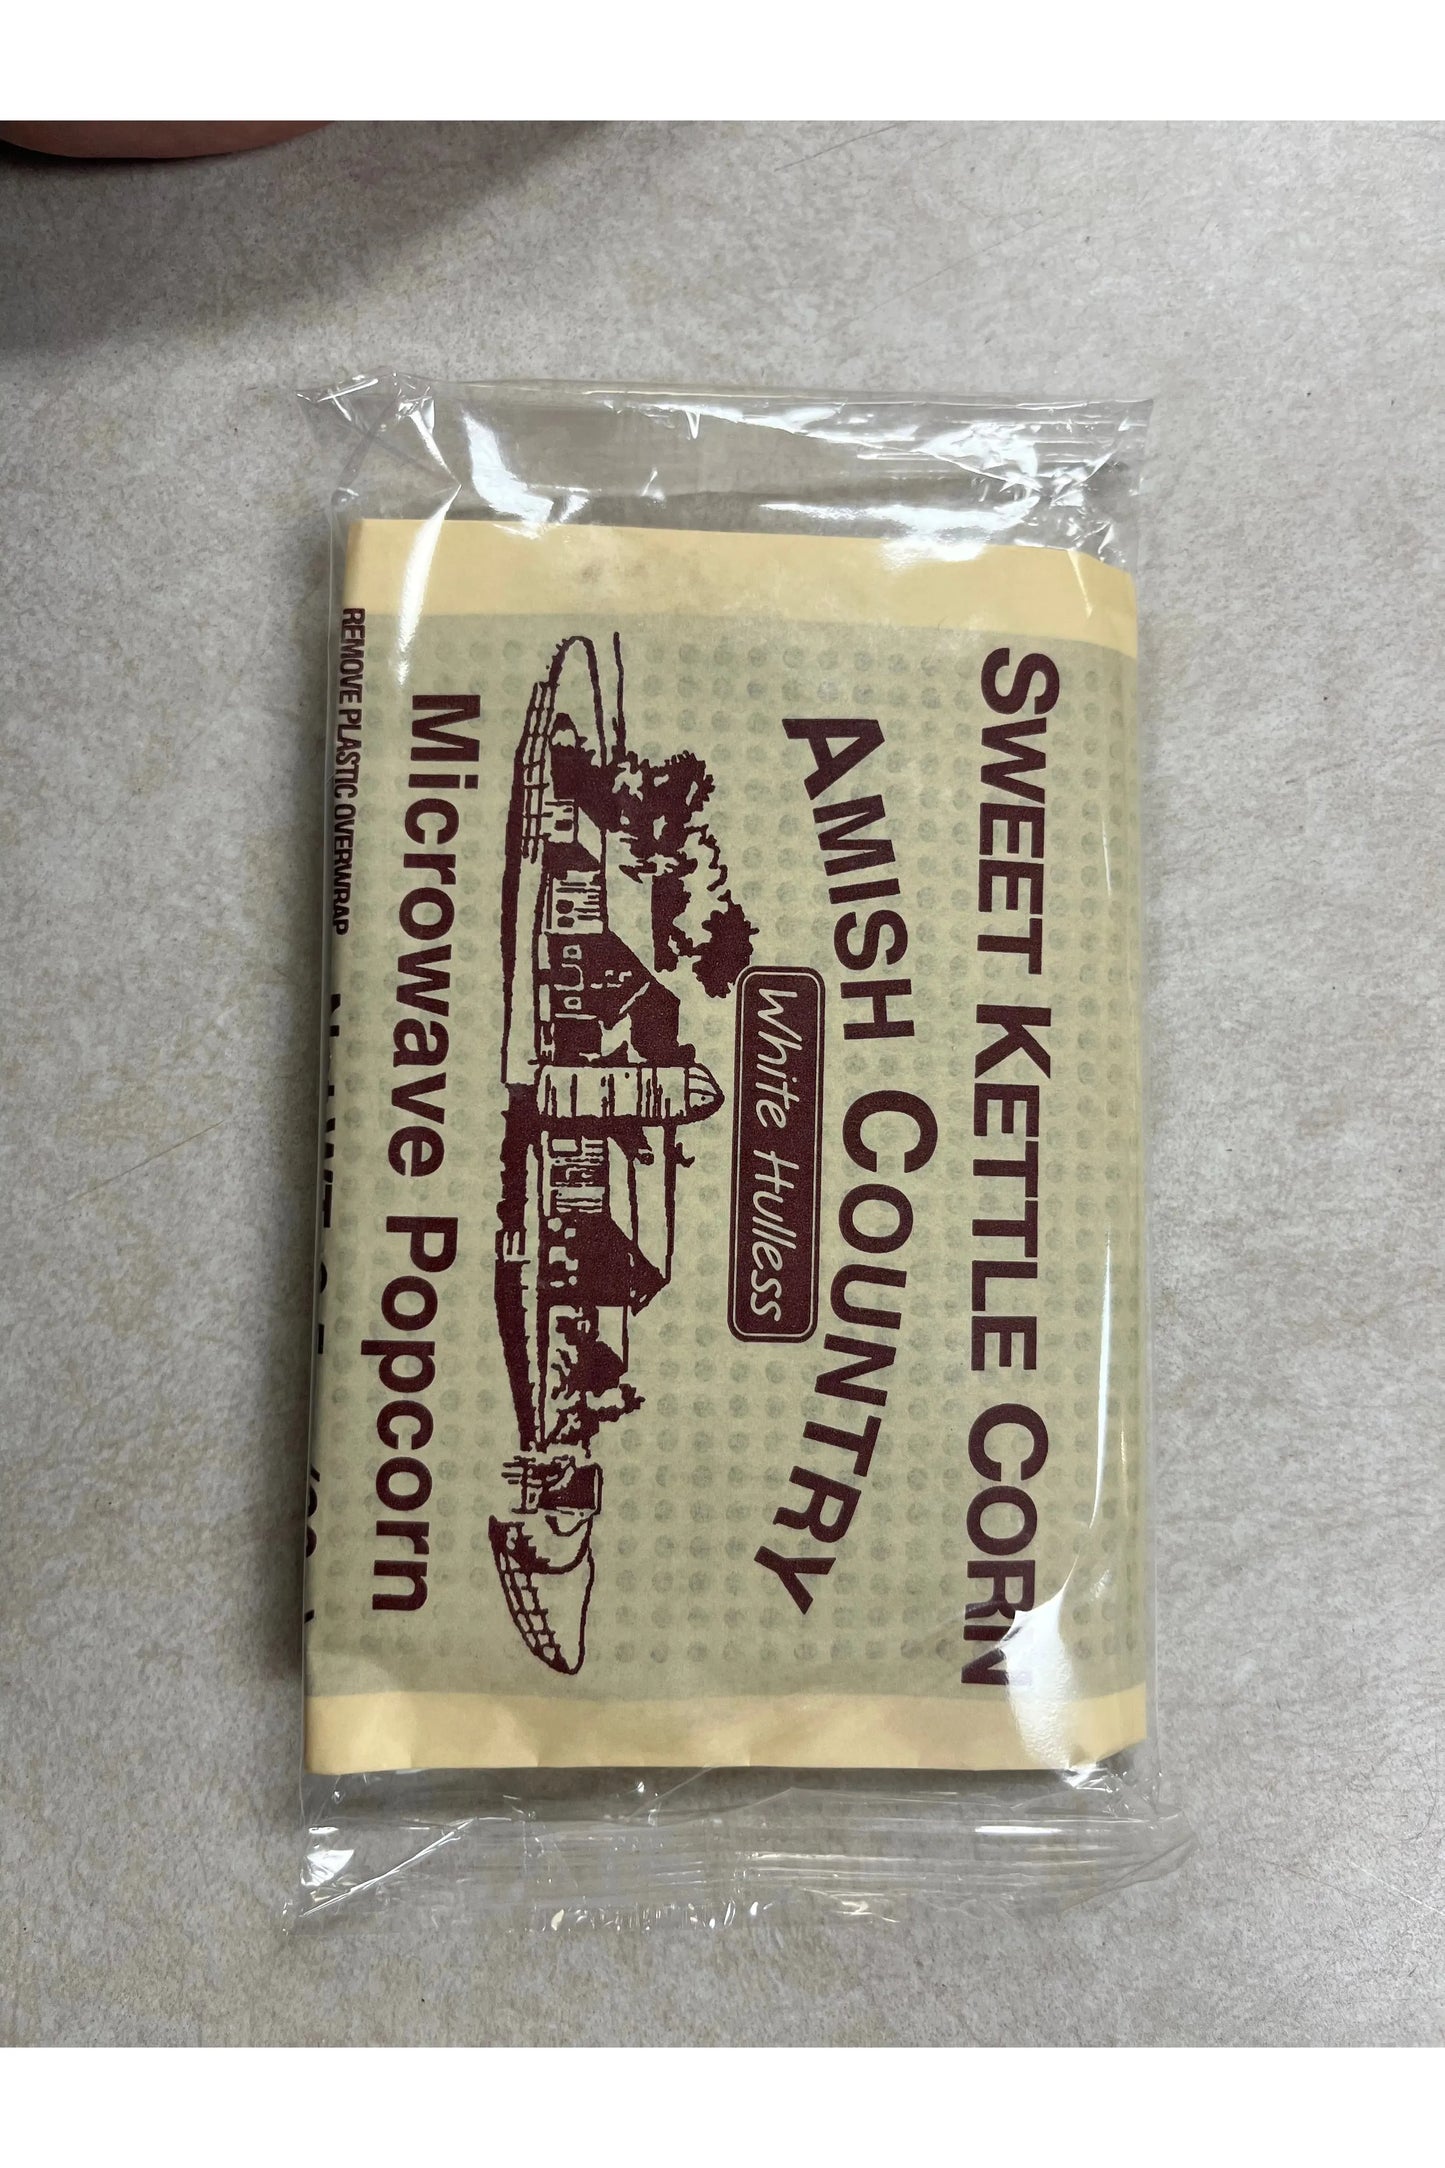 SWEET KETTLE CORN
AMISH COUNTRY
White Hulless
Microwave Popcorn
REMOVE PLASTIC OVERWRAP